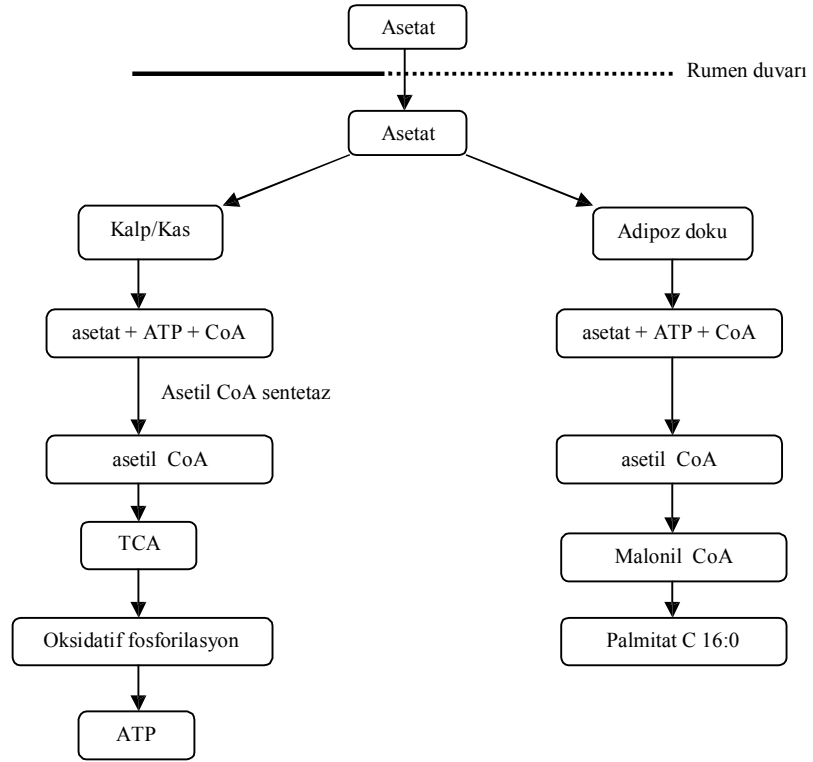 Asetat
Rumen duvarı
Asetat
Kalp/Kas
Adipoz doku
asetat + ATP + CoA
asetat + ATP + CoA
Asetil CoA sentetaz
asetil CoA
asetil CoA
TCA
Malonil CoA
Oksidatif fosforilasyon
Palmitat C 16:0
ATP